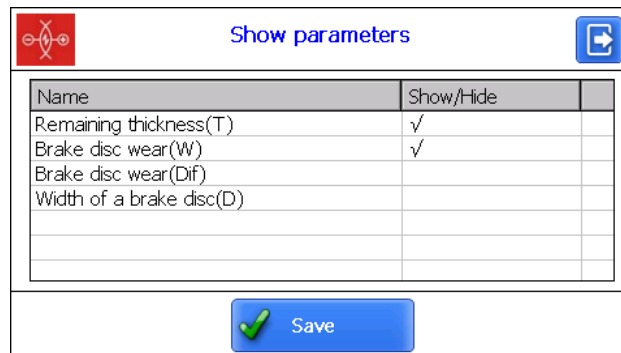 Show parameters
Name Show/Hide
Remaining thickness(T) √
Brake disc wear(W) √
Brake disc wear(Dif)
Width of a brake disc(D)
Save